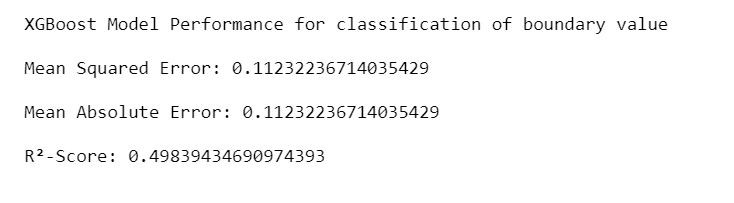 XGBoost Model Performance for classification of boundary value
Mean Squared Error: 0.11232236714035429
Mean Absolute Error: 0.11232236714035429
R²-Score: 0.49839434690974393